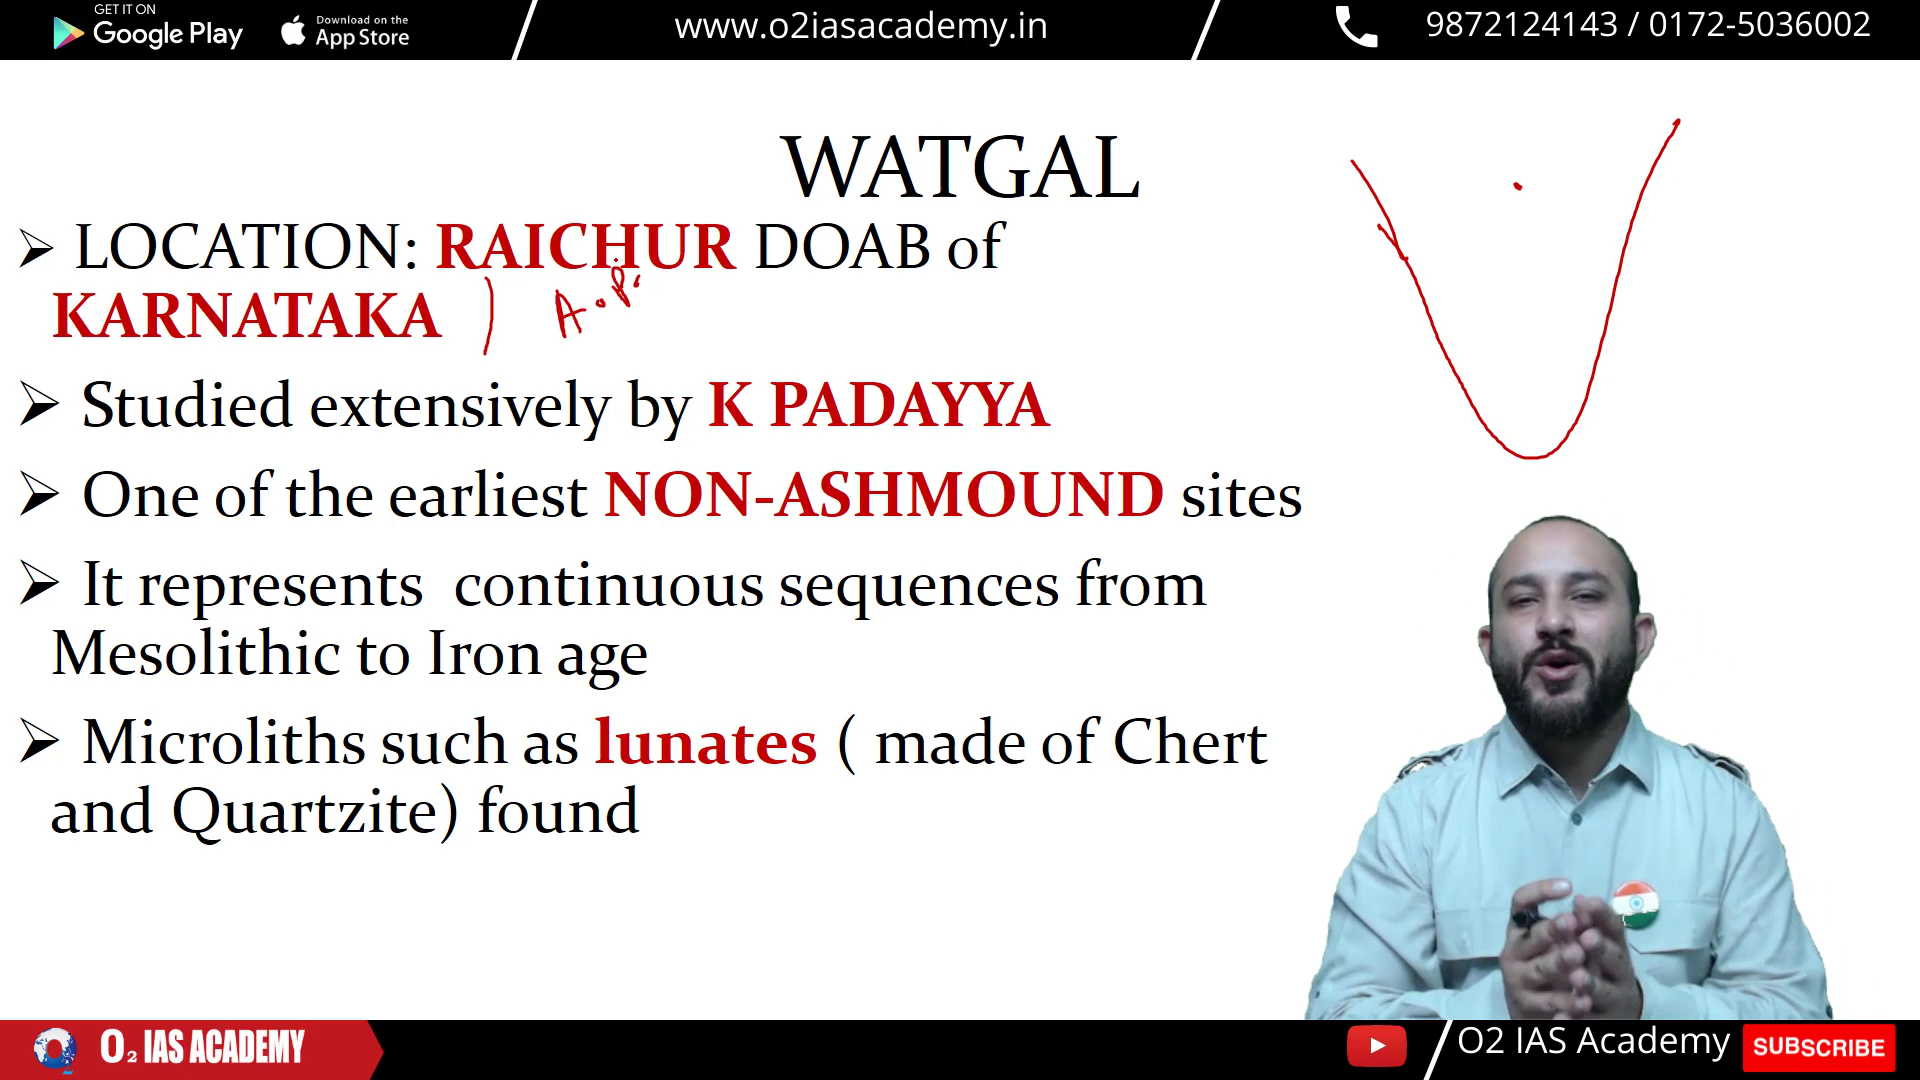 GET IT ON
Google Play
Download on the
App Store
www.o2iasacademy.in
9872124143 / 0172-5036002
WATGAL
➢ LOCATION: RAICHUR DOAB of
KARNATAKA ) A.P.
➢ Studied extensively by K PADAYYA
➢ One of the earliest NON-ASHMOUND sites
➢ It represents continuous sequences from
Mesolithic to Iron age
➢ Microliths such as lunates ( made of Chert
and Quartzite) found
O2 IAS ACADEMY
O2 IAS Academy
SUBSCRIBE